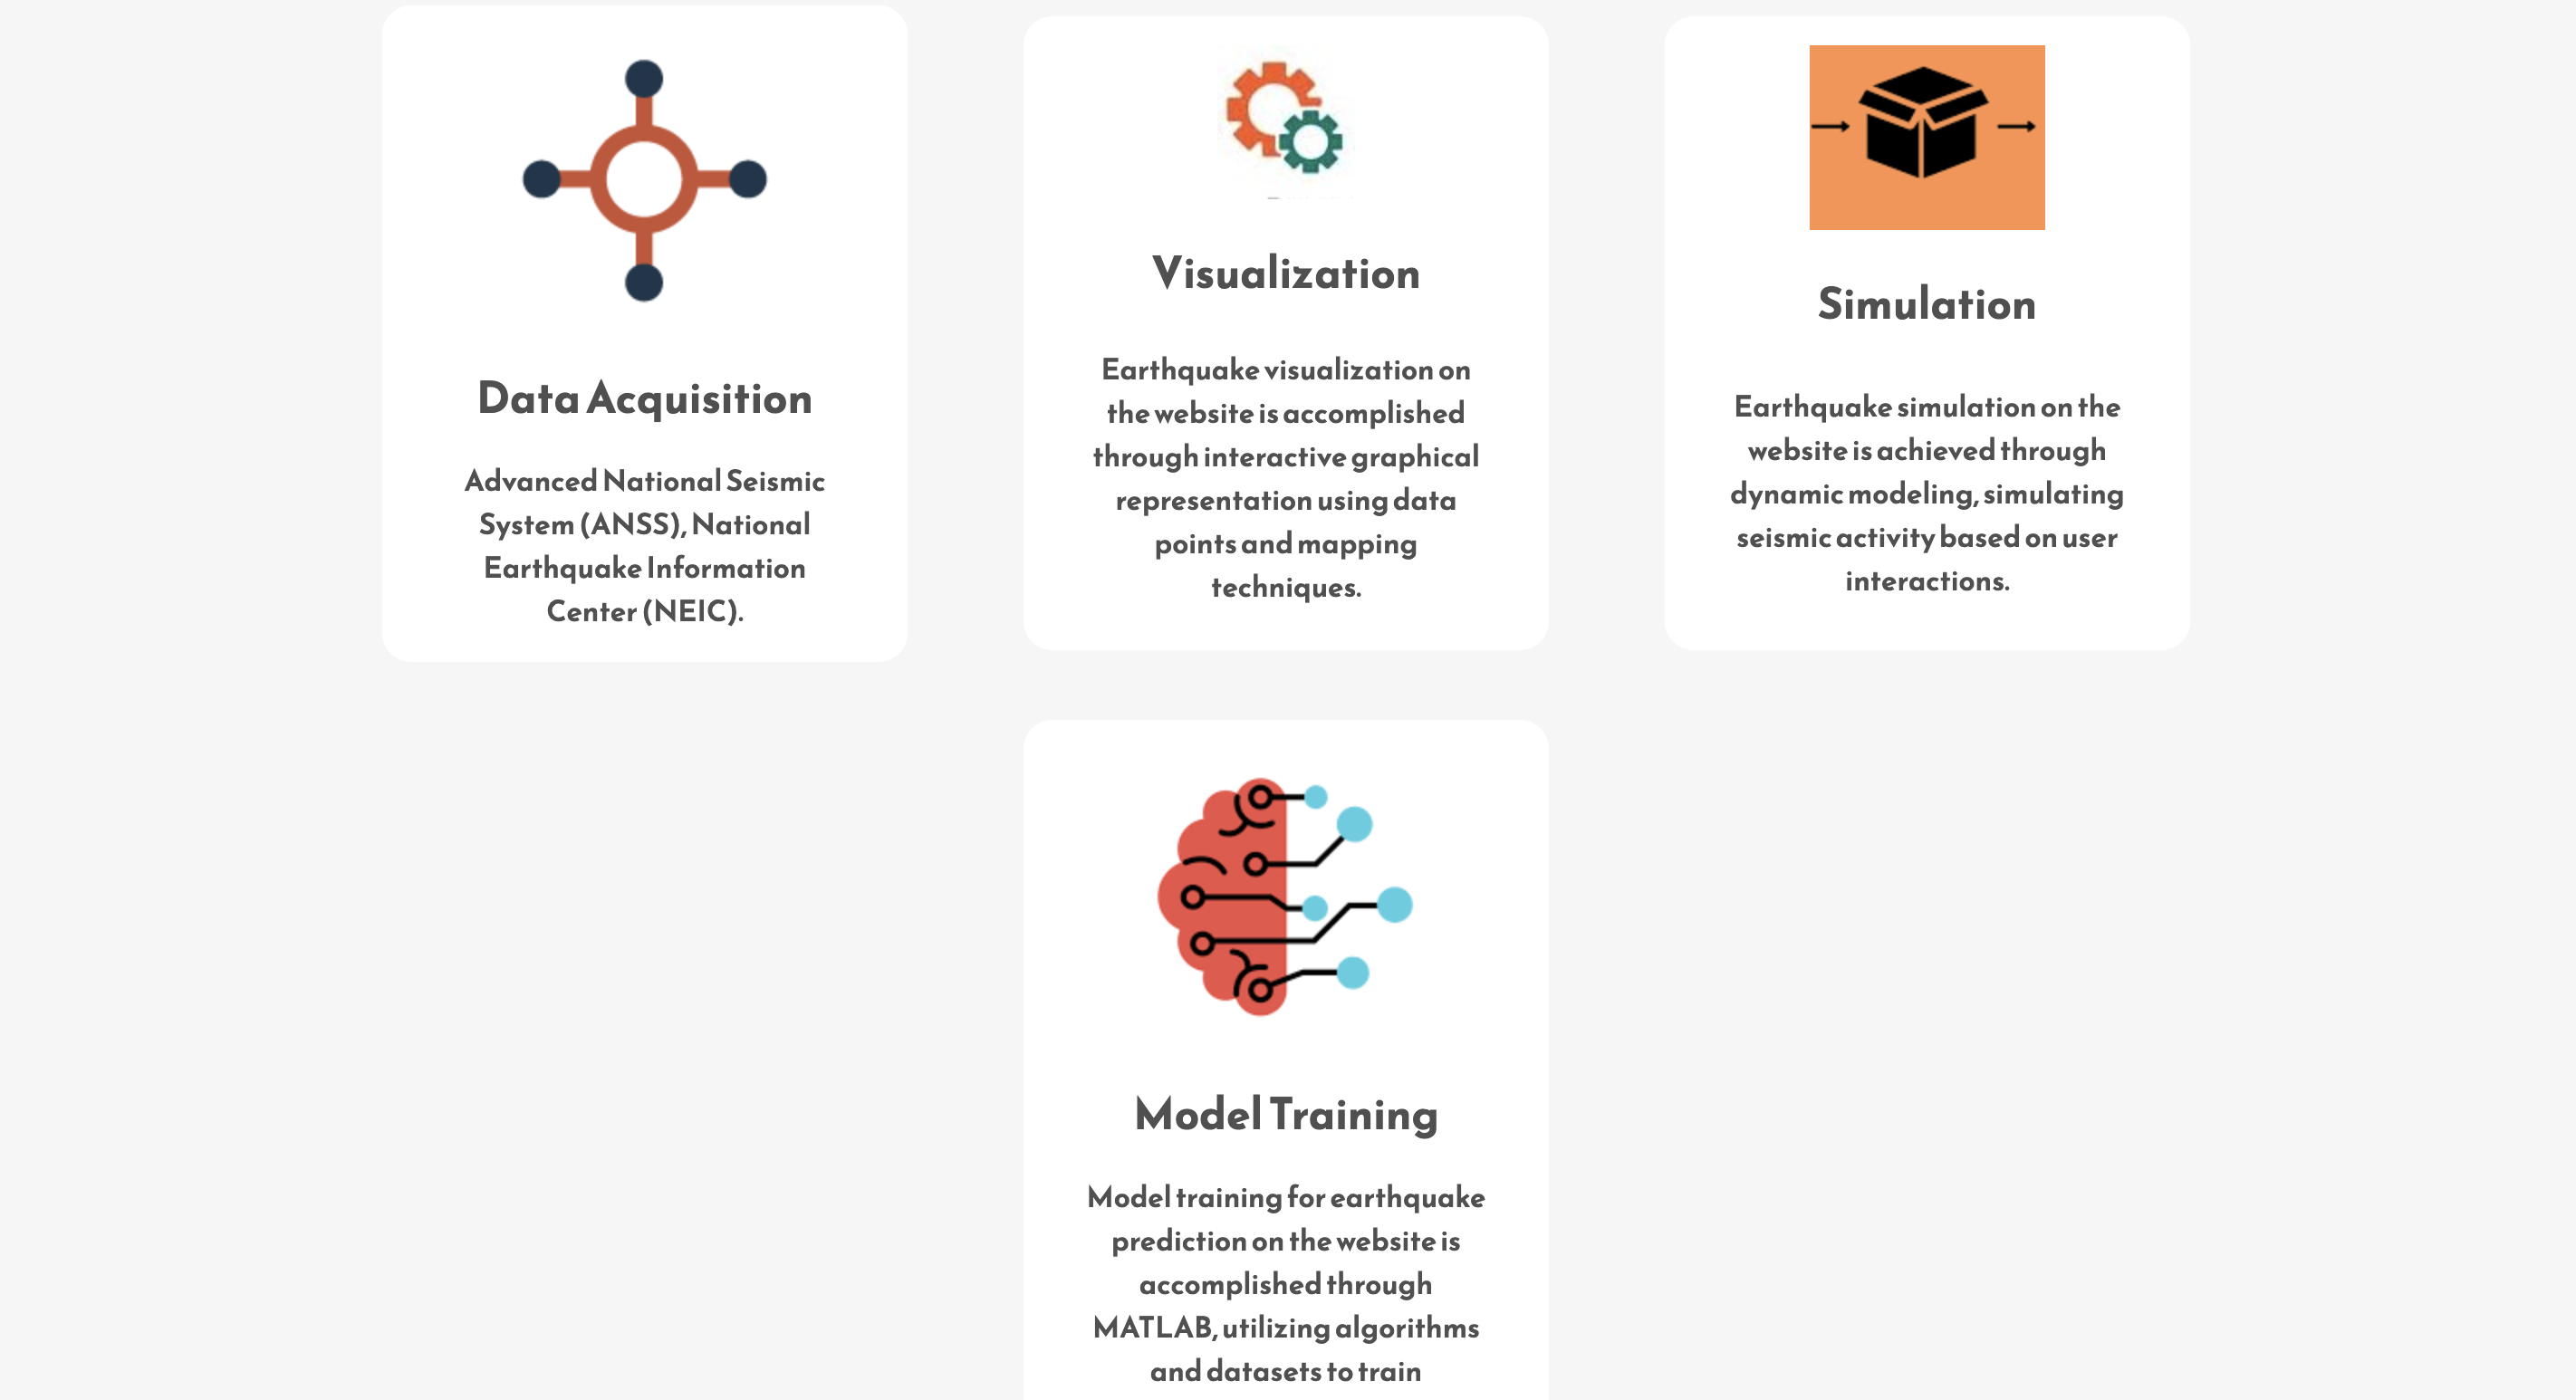 Data Acquisition
Advanced National Seismic
System (ANSS), National
Earthquake Information
Center (NEIC).
Visualization
Earthquake visualization on
the website is accomplished
through interactive graphical
representation using data
points and mapping
techniques.
Simulation
Earthquake simulation on the
website is achieved through
dynamic modeling, simulating
seismic activity based on user
interactions.
Model Training
Model training for earthquake
prediction on the website is
accomplished through
MATLAB, utilizing algorithms
and datasets to train